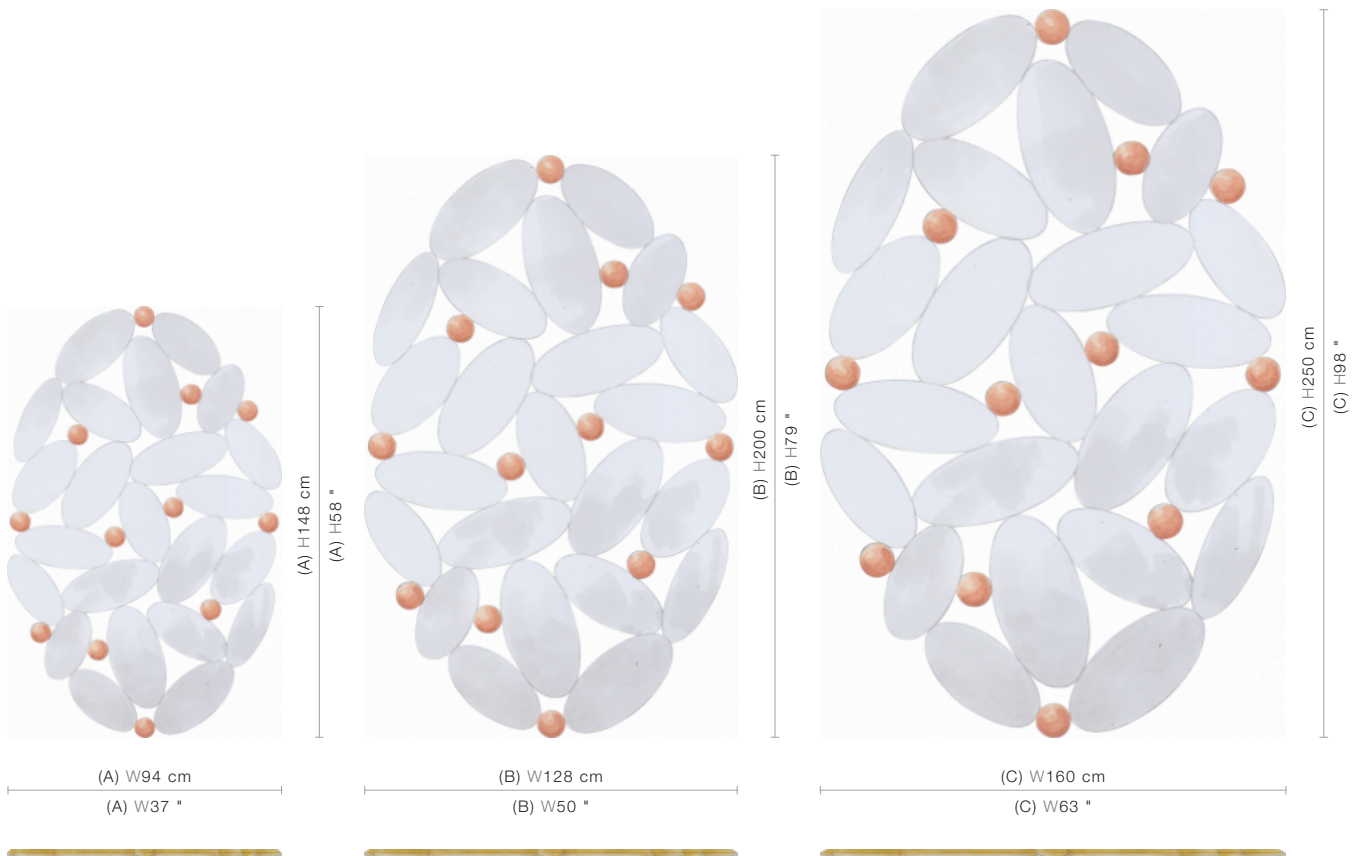 (A) H148 cm
(A) H58 "
(B) H200 cm
(B) H79 "
(C) H250 cm
(C) H98 "
(A) W94 cm
(A) W37 "
(B) W128 cm
(B) W50 "
(C) W160 cm
(C) W63 "